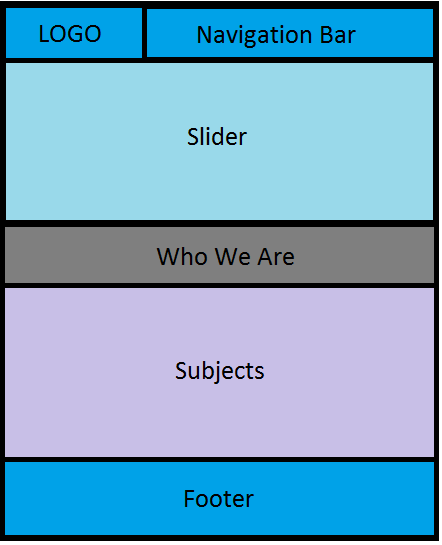 LOGO
Navigation Bar
Slider
Who We Are
Subjects
Footer